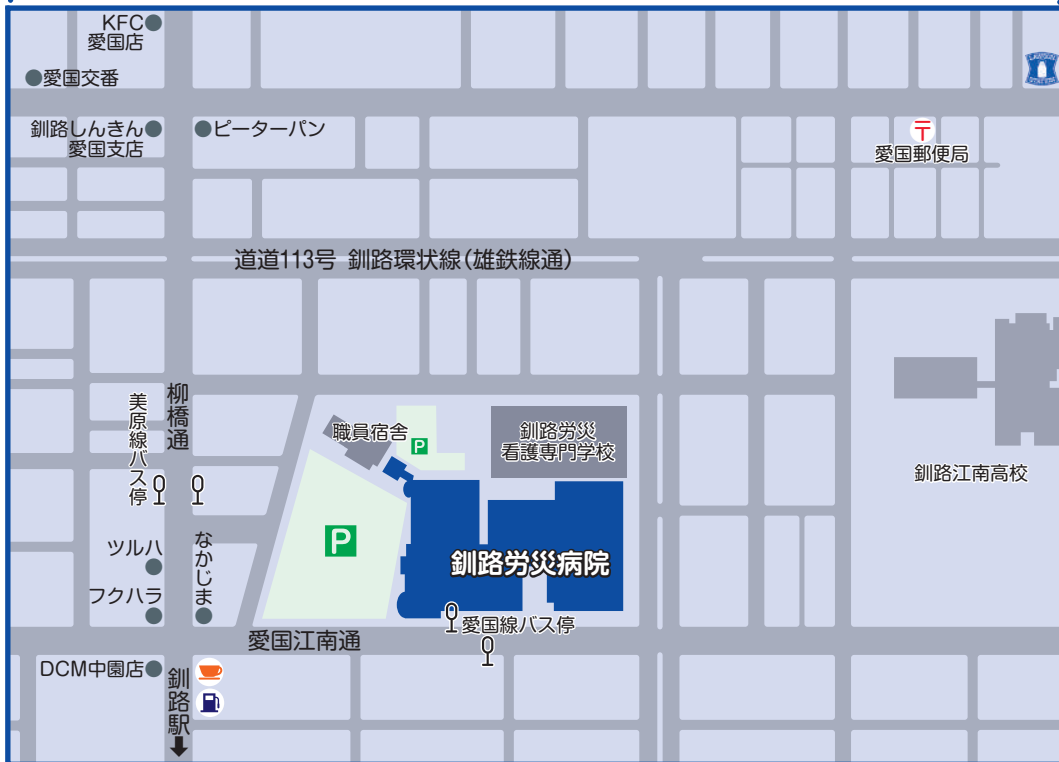 KFC
愛国店
愛国交番
釧路しんきん
愛国支店
ピーターパン
LAWSON
STATION
〒
愛国郵便局
道道113号 釧路環状線(雄鉄線通)
柳橋通
美原線バス停
職員宿舎
P
釧路労災
看護専門学校
釧路江南高校
P
ツルハ
なかじま
釧路労災病院
フクハラ
愛国線バス停
愛国江南通
DCM中園店
釧路駅